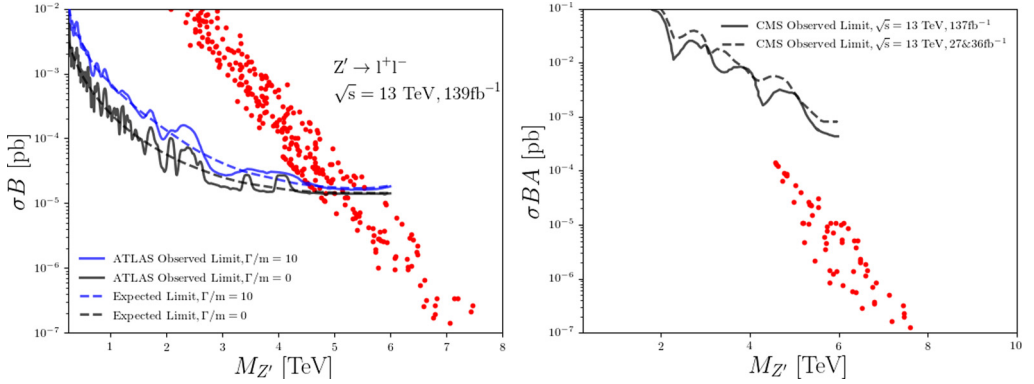 10⁻²
10⁻³
10⁻⁴
10⁻⁵
10⁻⁶
10⁻⁷
σB [pb]
Z′ → l⁺l⁻
√s = 13 TeV, 139fb⁻¹
ATLAS Observed Limit, Γ/m = 10
ATLAS Observed Limit, Γ/m = 0
Expected Limit, Γ/m = 10
Expected Limit, Γ/m = 0
1 2 3 4 5 6 7 8
M_Z′ [TeV]
10⁻¹
10⁻²
10⁻³
10⁻⁴
10⁻⁵
10⁻⁶
10⁻⁷
σBA [pb]
CMS Observed Limit, √s = 13 TeV, 137fb⁻¹
CMS Observed Limit, √s = 13 TeV, 27&36fb⁻¹
2 4 6 8 10
M_Z′ [TeV]